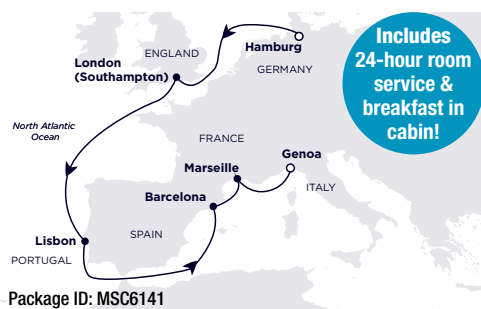 ENGLAND
London
(Southampton)
Hamburg
GERMANY
Includes
24-hour room
service &
breakfast in
cabin!
North Atlantic
Ocean
FRANCE
Marseille
Genoa
ITALY
Barcelona
SPAIN
Lisbon
PORTUGAL
Package ID: MSC6141